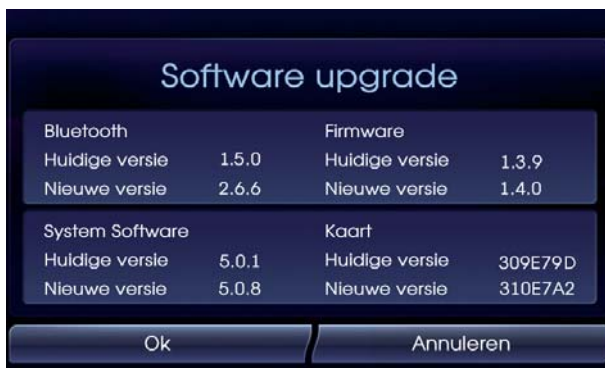 Software upgrade
Bluetooth
Huidige versie 1.5.0
Nieuwe versie 2.6.6
Firmware
Huidige versie 1.3.9
Nieuwe versie 1.4.0
System Software
Huidige versie 5.0.1
Nieuwe versie 5.0.8
Kaart
Huidige versie 309E79D
Nieuwe versie 310E7A2
Ok
Annuleren